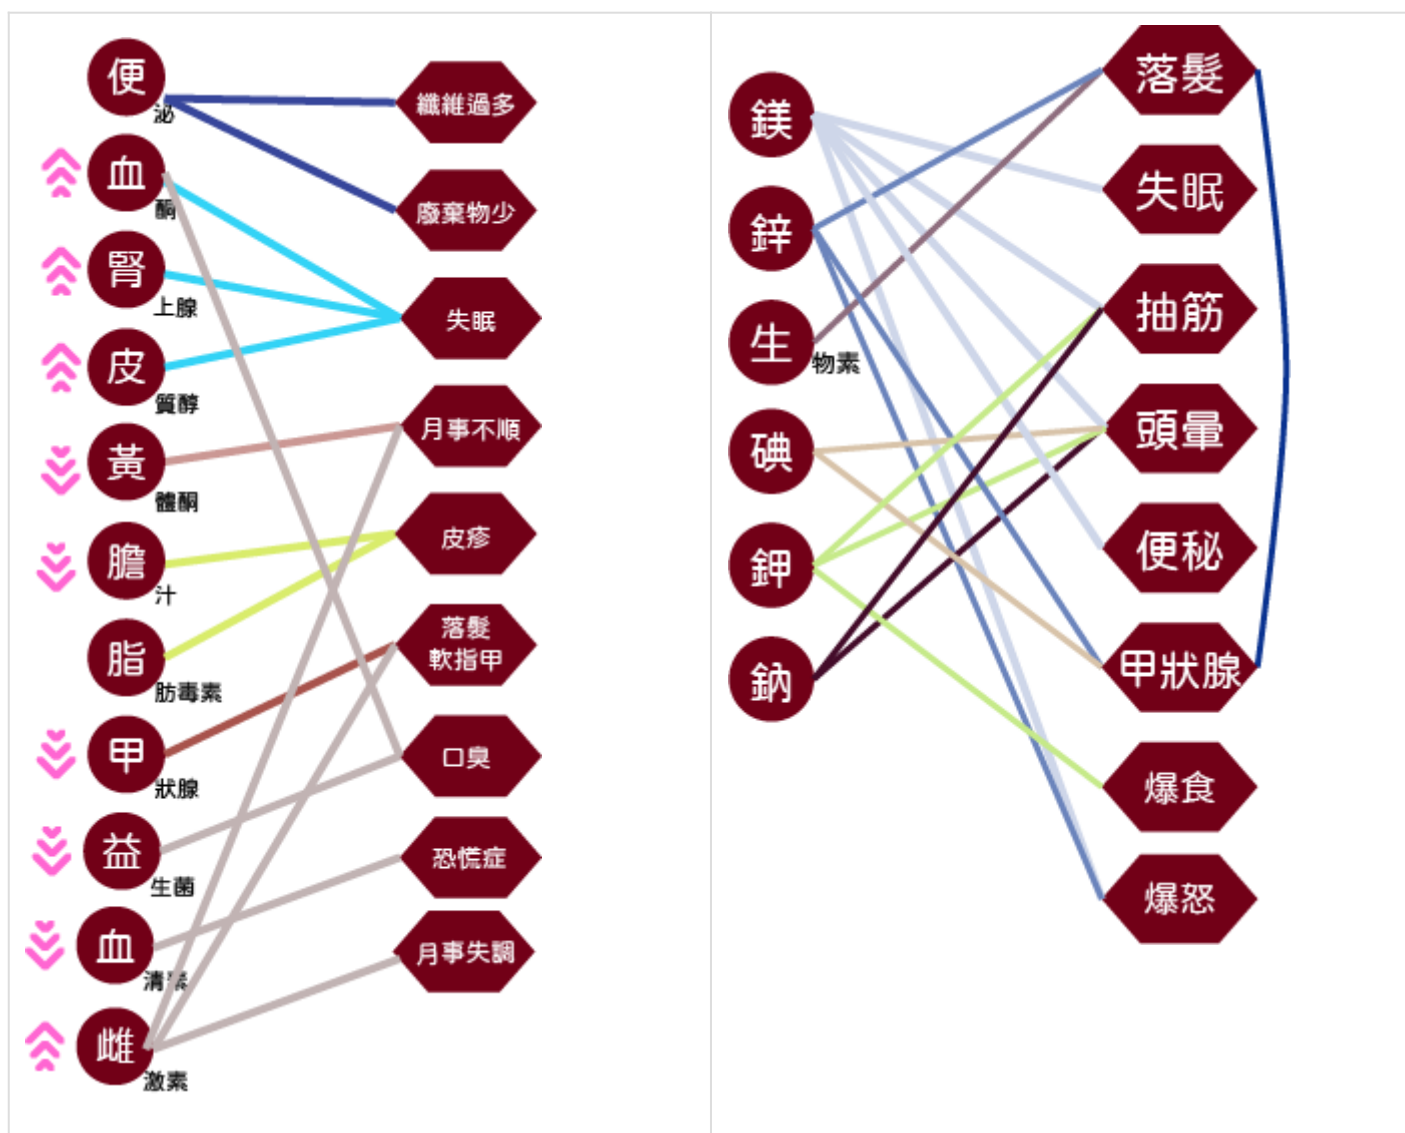 便
泌
血
酮
腎
上腺
皮
質醇
黃
體酮
膽
汁
脂
肪毒素
甲
狀腺
益
生菌
血
清素
雌
激素
纖維過多
廢棄物少
失眠
月事不順
皮疹
落髮
軟指甲
口臭
恐慌症
月事失調
鎂
鋅
生
物素
碘
鉀
鈉
落髮
失眠
抽筋
頭暈
便秘
甲狀腺
爆食
爆怒